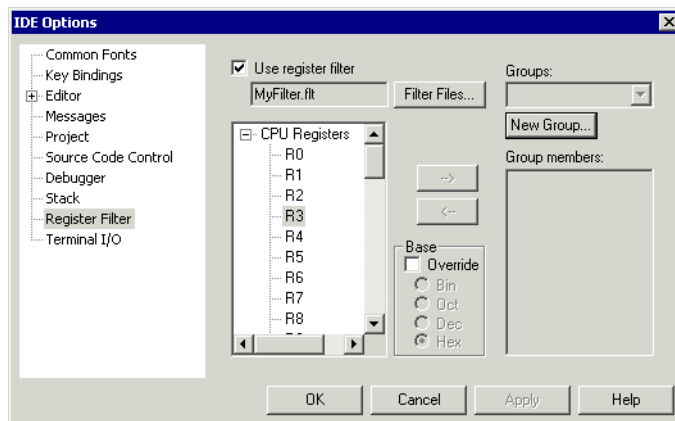 IDE Options
Common Fonts
Key Bindings
Editor
Messages
Project
Source Code Control
Debugger
Stack
Register Filter
Terminal I/O
Use register filter
MyFilter.flt
Filter Files...
CPU Registers
R0
R1
R2
R3
R4
R5
R6
R7
R8
-->
<--
Base
Override
Bin
Oct
Dec
Hex
Groups:
New Group...
Group members:
OK
Cancel
Apply
Help